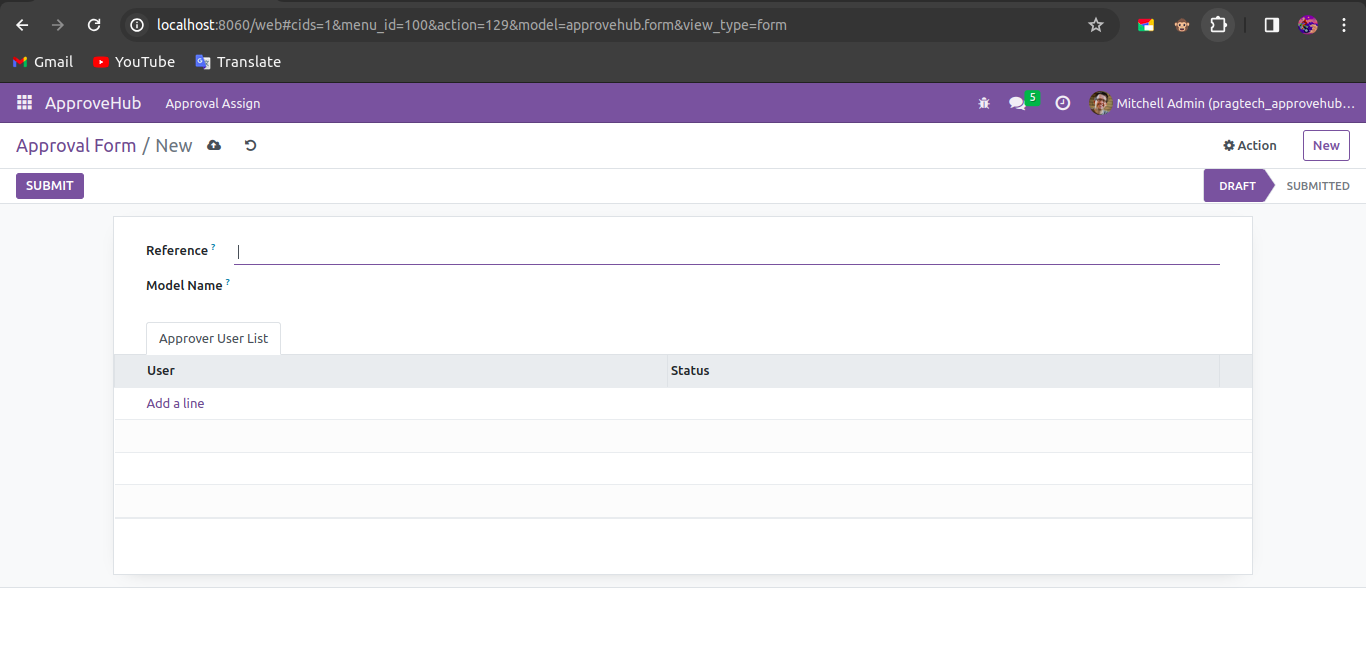 localhost:8060/web#cids=1&menu_id=100&action=129&model=approvehub.form&view_type=form
Gmail YouTube Translate
ApproveHub Approval Assign 5 Mitchell Admin (pragtech_approvehub...
Approval Form / New Action New
SUBMIT DRAFT SUBMITTED
Reference ?
Model Name ?
Approver User List
User Status
Add a line